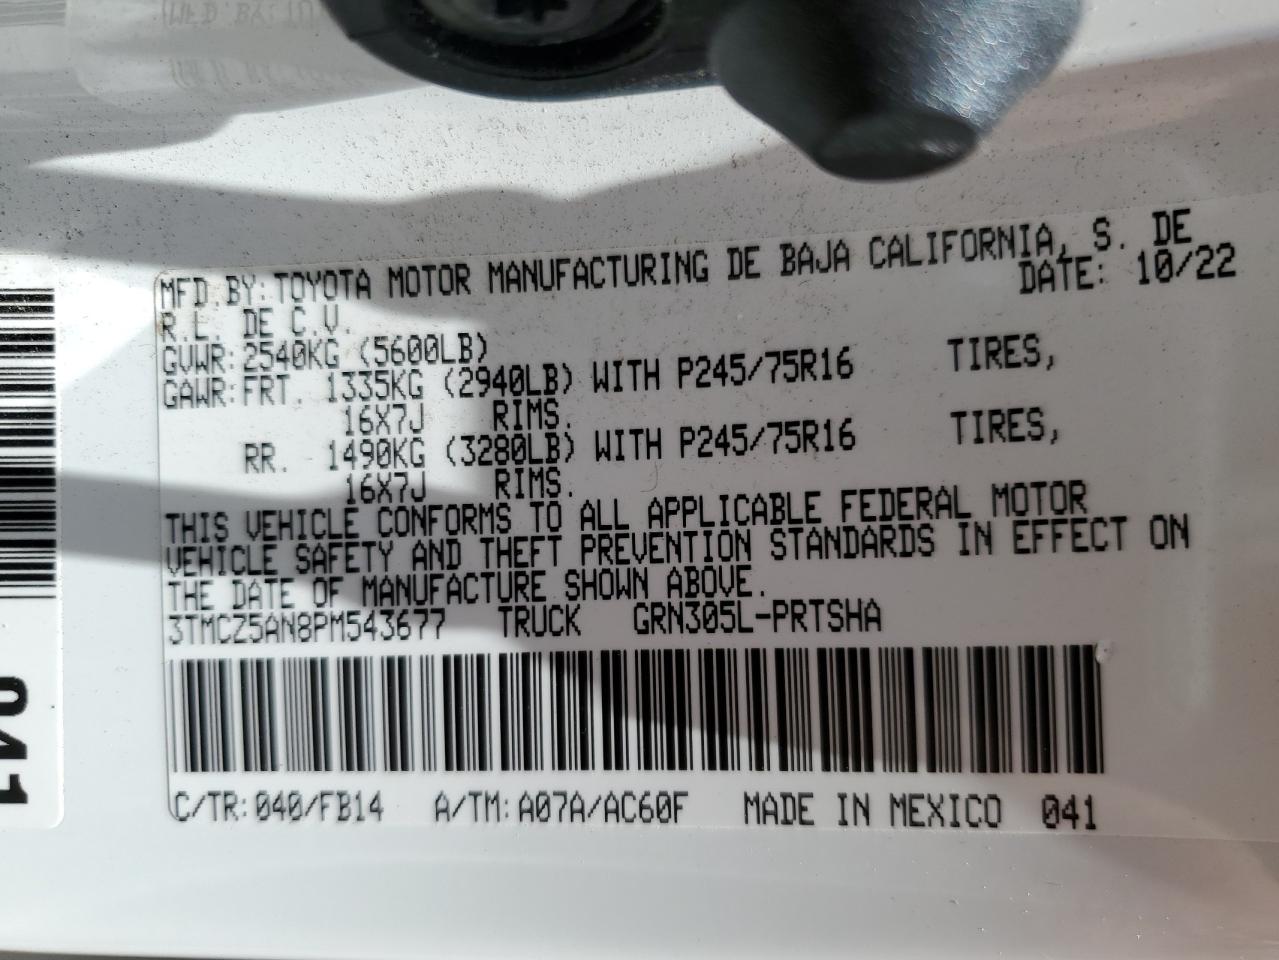 MFD.BY:TOYOTA MOTOR MANUFACTURING DE BAJA CALIFORNIA, S. DE
R.L. DE C.V. DATE: 10/22
GVWR:2540KG (5600LB)
GAWR:FRT. 1335KG (2940LB) WITH P245/75R16 TIRES,
16X7J RIMS.
RR. 1490KG (3280LB) WITH P245/75R16 TIRES,
16X7J RIMS.
THIS VEHICLE CONFORMS TO ALL APPLICABLE FEDERAL MOTOR
VEHICLE SAFETY AND THEFT PREVENTION STANDARDS IN EFFECT ON
THE DATE OF MANUFACTURE SHOWN ABOVE.
3TMCZ5AN8PM543677 TRUCK GRN305L-PRTSHA
C/TR:040/FB14 A/TM:A07A/AC60F MADE IN MEXICO 041
041